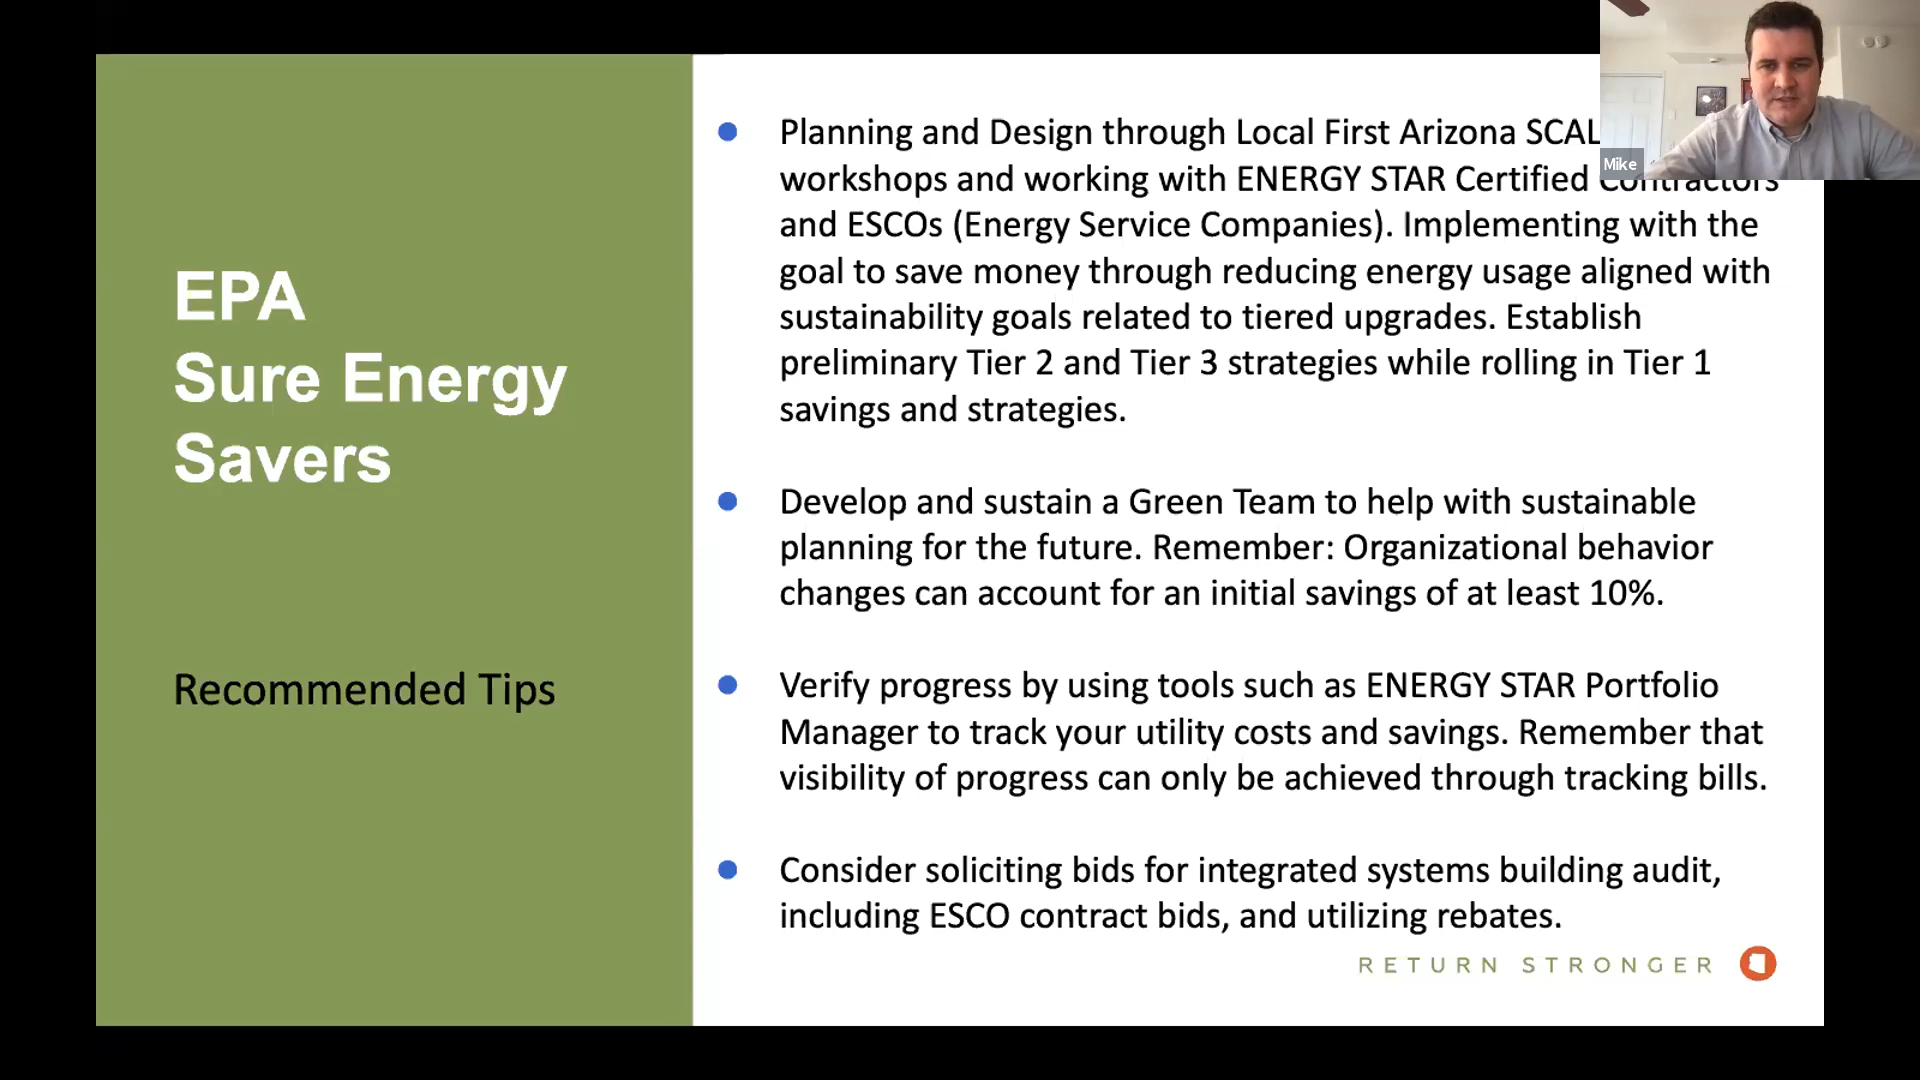 EPA
Sure Energy
Savers
Recommended Tips
Planning and Design through Local First Arizona SCAL
workshops and working with ENERGY STAR Certified Contractors
and ESCOs (Energy Service Companies). Implementing with the
goal to save money through reducing energy usage aligned with
sustainability goals related to tiered upgrades. Establish
preliminary Tier 2 and Tier 3 strategies while rolling in Tier 1
savings and strategies.
Develop and sustain a Green Team to help with sustainable
planning for the future. Remember: Organizational behavior
changes can account for an initial savings of at least 10%.
Verify progress by using tools such as ENERGY STAR Portfolio
Manager to track your utility costs and savings. Remember that
visibility of progress can only be achieved through tracking bills.
Consider soliciting bids for integrated systems building audit,
including ESCO contract bids, and utilizing rebates.
RETURN STRONGER
Mike